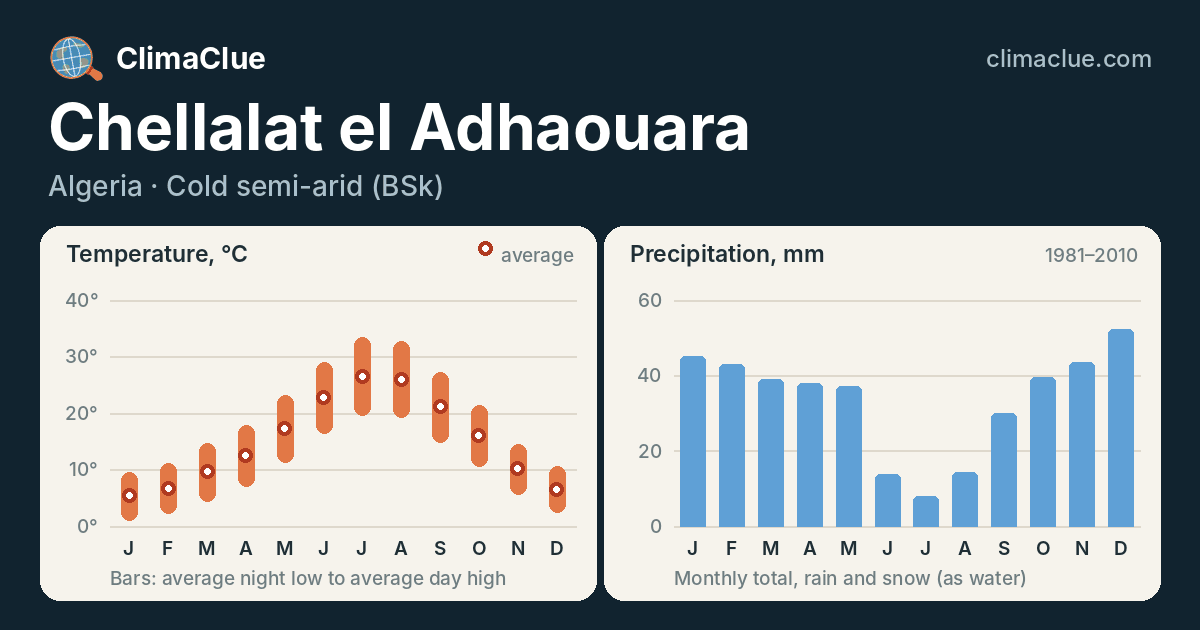 ClimaClue
climaclue.com
Chellalat el Adhaouara
Algeria · Cold semi-arid (BSk)
Temperature, °C
average
40°
30°
20°
10°
0°
J F M A M J J A S O N D
Bars: average night low to average day high
Precipitation, mm
1981–2010
60
40
20
0
J F M A M J J A S O N D
Monthly total, rain and snow (as water)